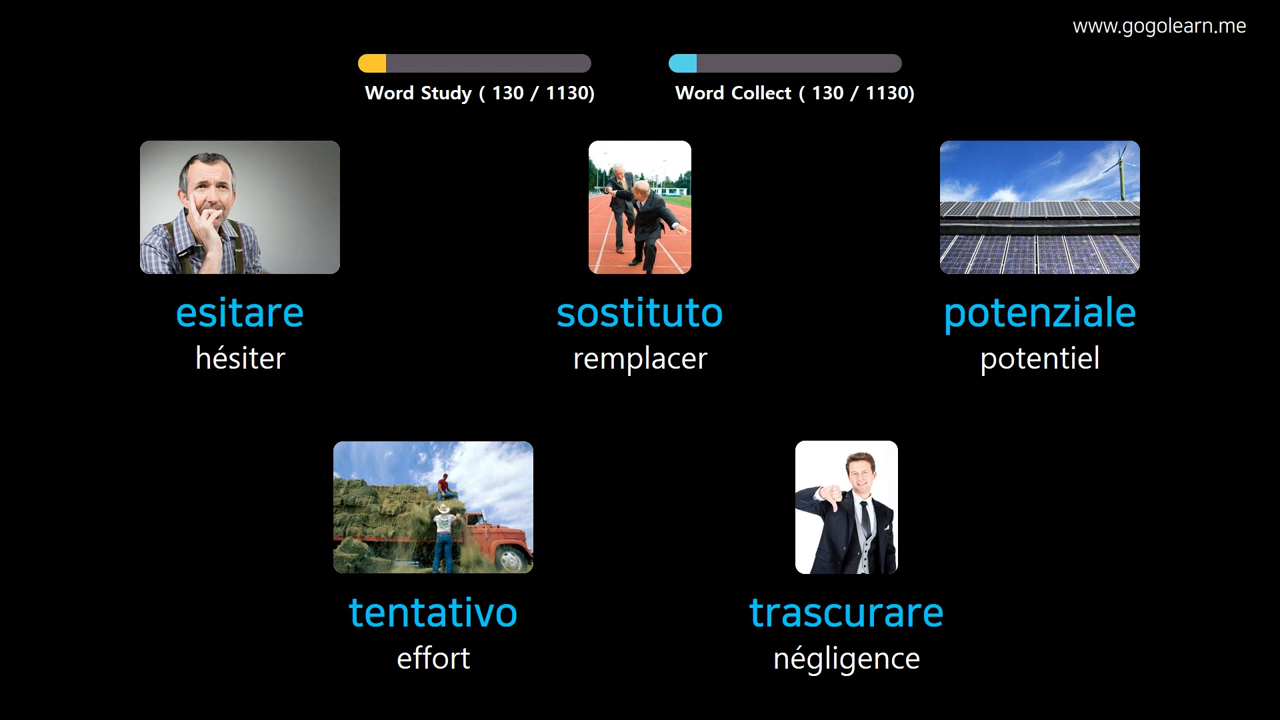 www.gogolearn.me
Word Study ( 130 / 1130)
Word Collect ( 130 / 1130)
esitare
hésiter
sostituto
remplacer
potenziale
potentiel
tentativo
effort
trascurare
négligence